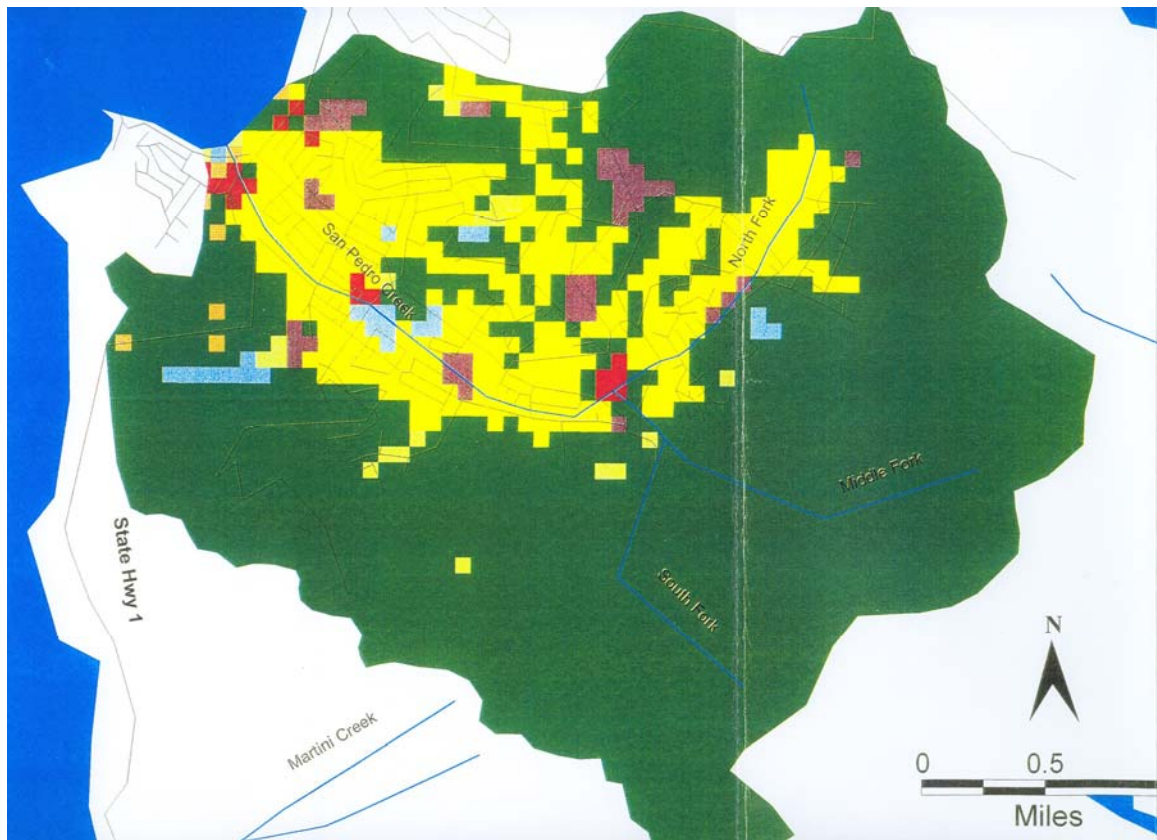 San Pedro Creek
North Fork
Middle Fork
South Fork
State Hwy 1
Martini Creek
N
0 0.5
Miles